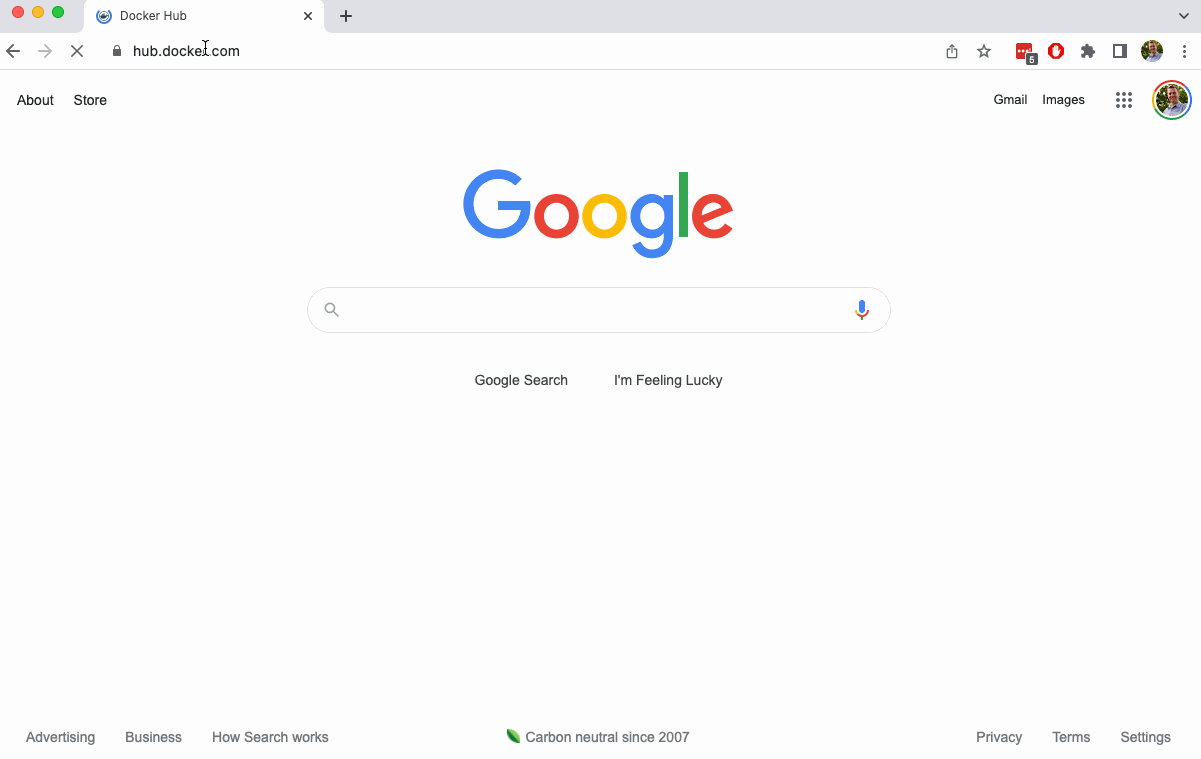 Docker Hub
hub.docker.com
5
About Store
Gmail Images
Google
Google Search I'm Feeling Lucky
Advertising Business How Search works
Carbon neutral since 2007
Privacy Terms Settings